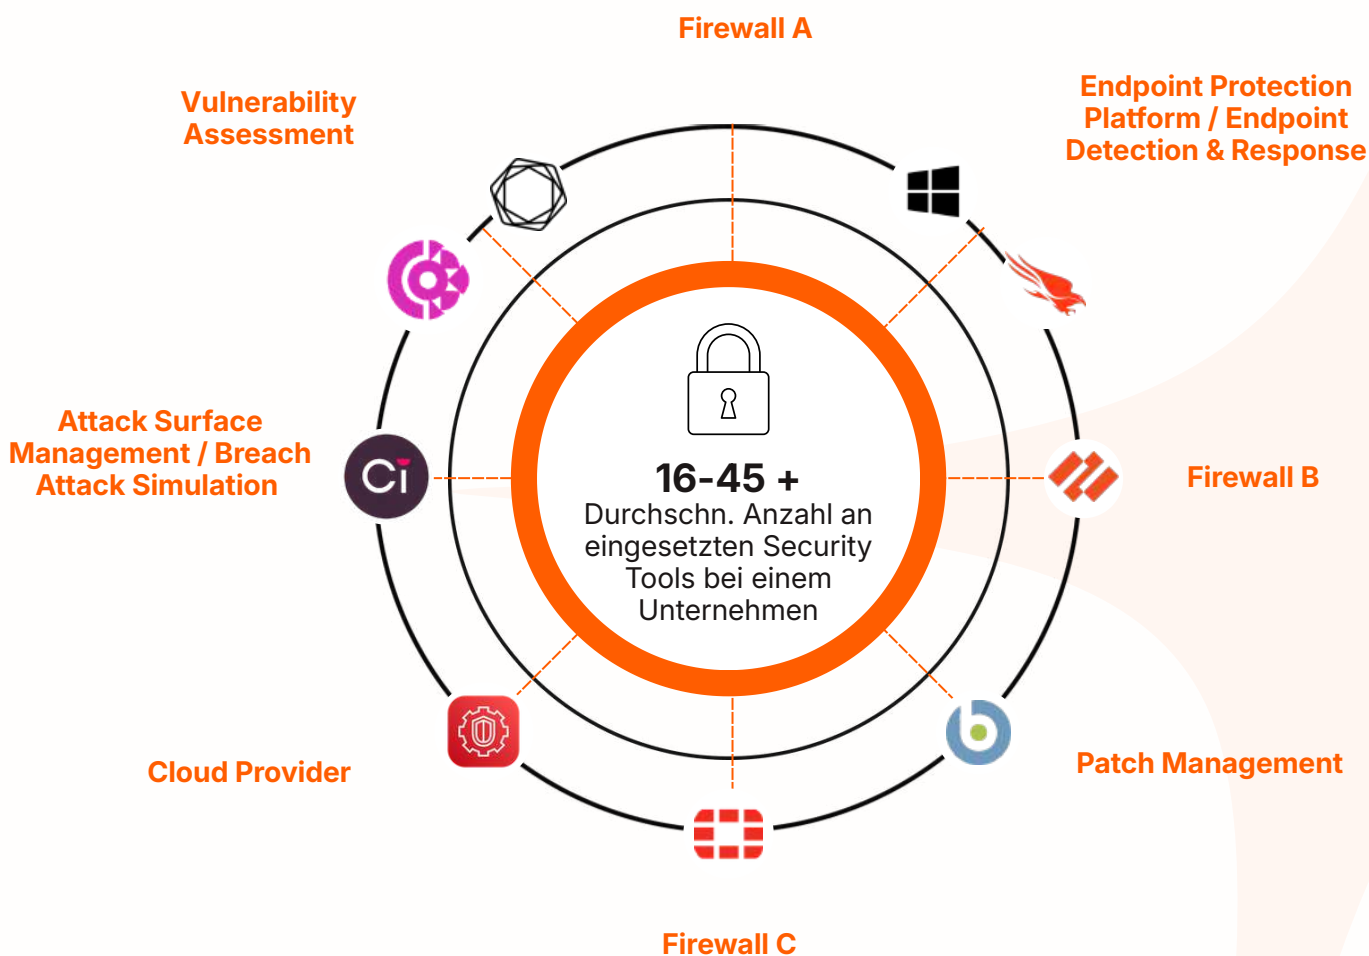 Firewall A
Vulnerability
Assessment
Endpoint Protection
Platform / Endpoint
Detection & Response
Attack Surface
Management / Breach
Attack Simulation
Ci
16-45 +
Durchschn. Anzahl an
eingesetzten Security
Tools bei einem
Unternehmen
Firewall B
Cloud Provider
Patch Management
Firewall C